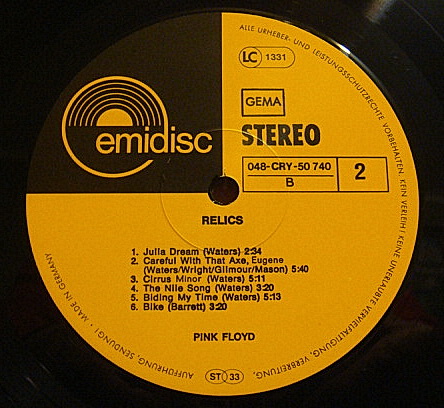 emidisc
LC 1331
GEMA
STEREO
048-CRY-50 740
B
2
RELICS
1. Julia Dream (Waters) 2:34
2. Careful With That Axe, Eugene
(Waters/Wright/Gilmour/Mason) 5:40
3. Cirrus Minor (Waters) 5:11
4. The Nile Song (Waters) 3:20
5. Biding My Time (Waters) 5:13
6. Bike (Barrett) 3:20
PINK FLOYD
ST 33
ALLE URHEBER- UND LEISTUNGSSCHUTZRECHTE VORBEHALTEN. KEIN VERLEIH! KEINE UNERLAUBTE VERVIELFÄLTIGUNG, VERBREITUNG, AUFFÜHRUNG, SENDUNG! • MADE IN GERMANY